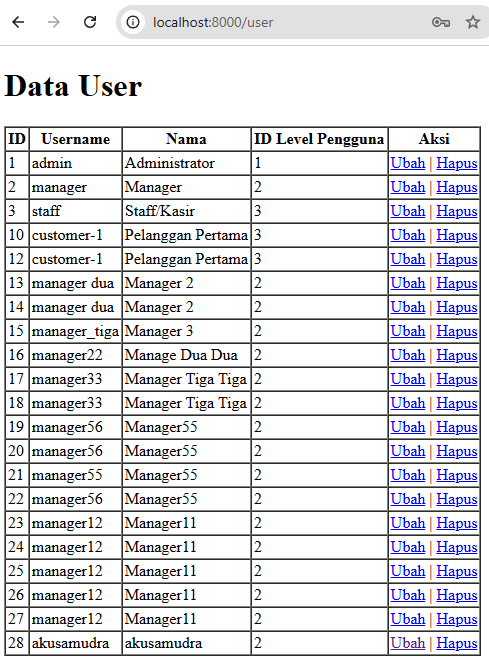 localhost:8000/user
Data User
ID Username Nama ID Level Pengguna Aksi
1 admin Administrator 1 Ubah | Hapus
2 manager Manager 2 Ubah | Hapus
3 staff Staff/Kasir 3 Ubah | Hapus
10 customer-1 Pelanggan Pertama 3 Ubah | Hapus
12 customer-1 Pelanggan Pertama 3 Ubah | Hapus
13 manager dua Manager 2 2 Ubah | Hapus
14 manager dua Manager 2 2 Ubah | Hapus
15 manager_tiga Manager 3 2 Ubah | Hapus
16 manager22 Manage Dua Dua 2 Ubah | Hapus
17 manager33 Manager Tiga Tiga 2 Ubah | Hapus
18 manager33 Manager Tiga Tiga 2 Ubah | Hapus
19 manager56 Manager55 2 Ubah | Hapus
20 manager56 Manager55 2 Ubah | Hapus
21 manager55 Manager55 2 Ubah | Hapus
22 manager56 Manager55 2 Ubah | Hapus
23 manager12 Manager11 2 Ubah | Hapus
24 manager12 Manager11 2 Ubah | Hapus
25 manager12 Manager11 2 Ubah | Hapus
26 manager12 Manager11 2 Ubah | Hapus
27 manager12 Manager11 2 Ubah | Hapus
28 akusamudra akusamudra 2 Ubah | Hapus